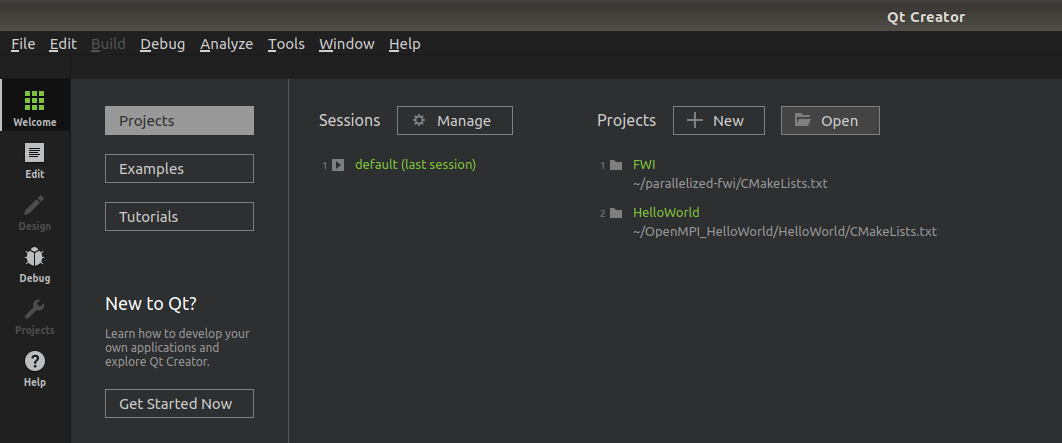 Qt Creator
File Edit Build Debug Analyze Tools Window Help
Welcome
Edit
Design
Debug
Projects
Help
Projects
Examples
Tutorials
New to Qt?
Learn how to develop your
own applications and
explore Qt Creator.
Get Started Now
Sessions Manage
1 default (last session)
Projects New Open
1 FWI
~/parallelized-fwi/CMakeLists.txt
2 HelloWorld
~/OpenMPI_HelloWorld/HelloWorld/CMakeLists.txt